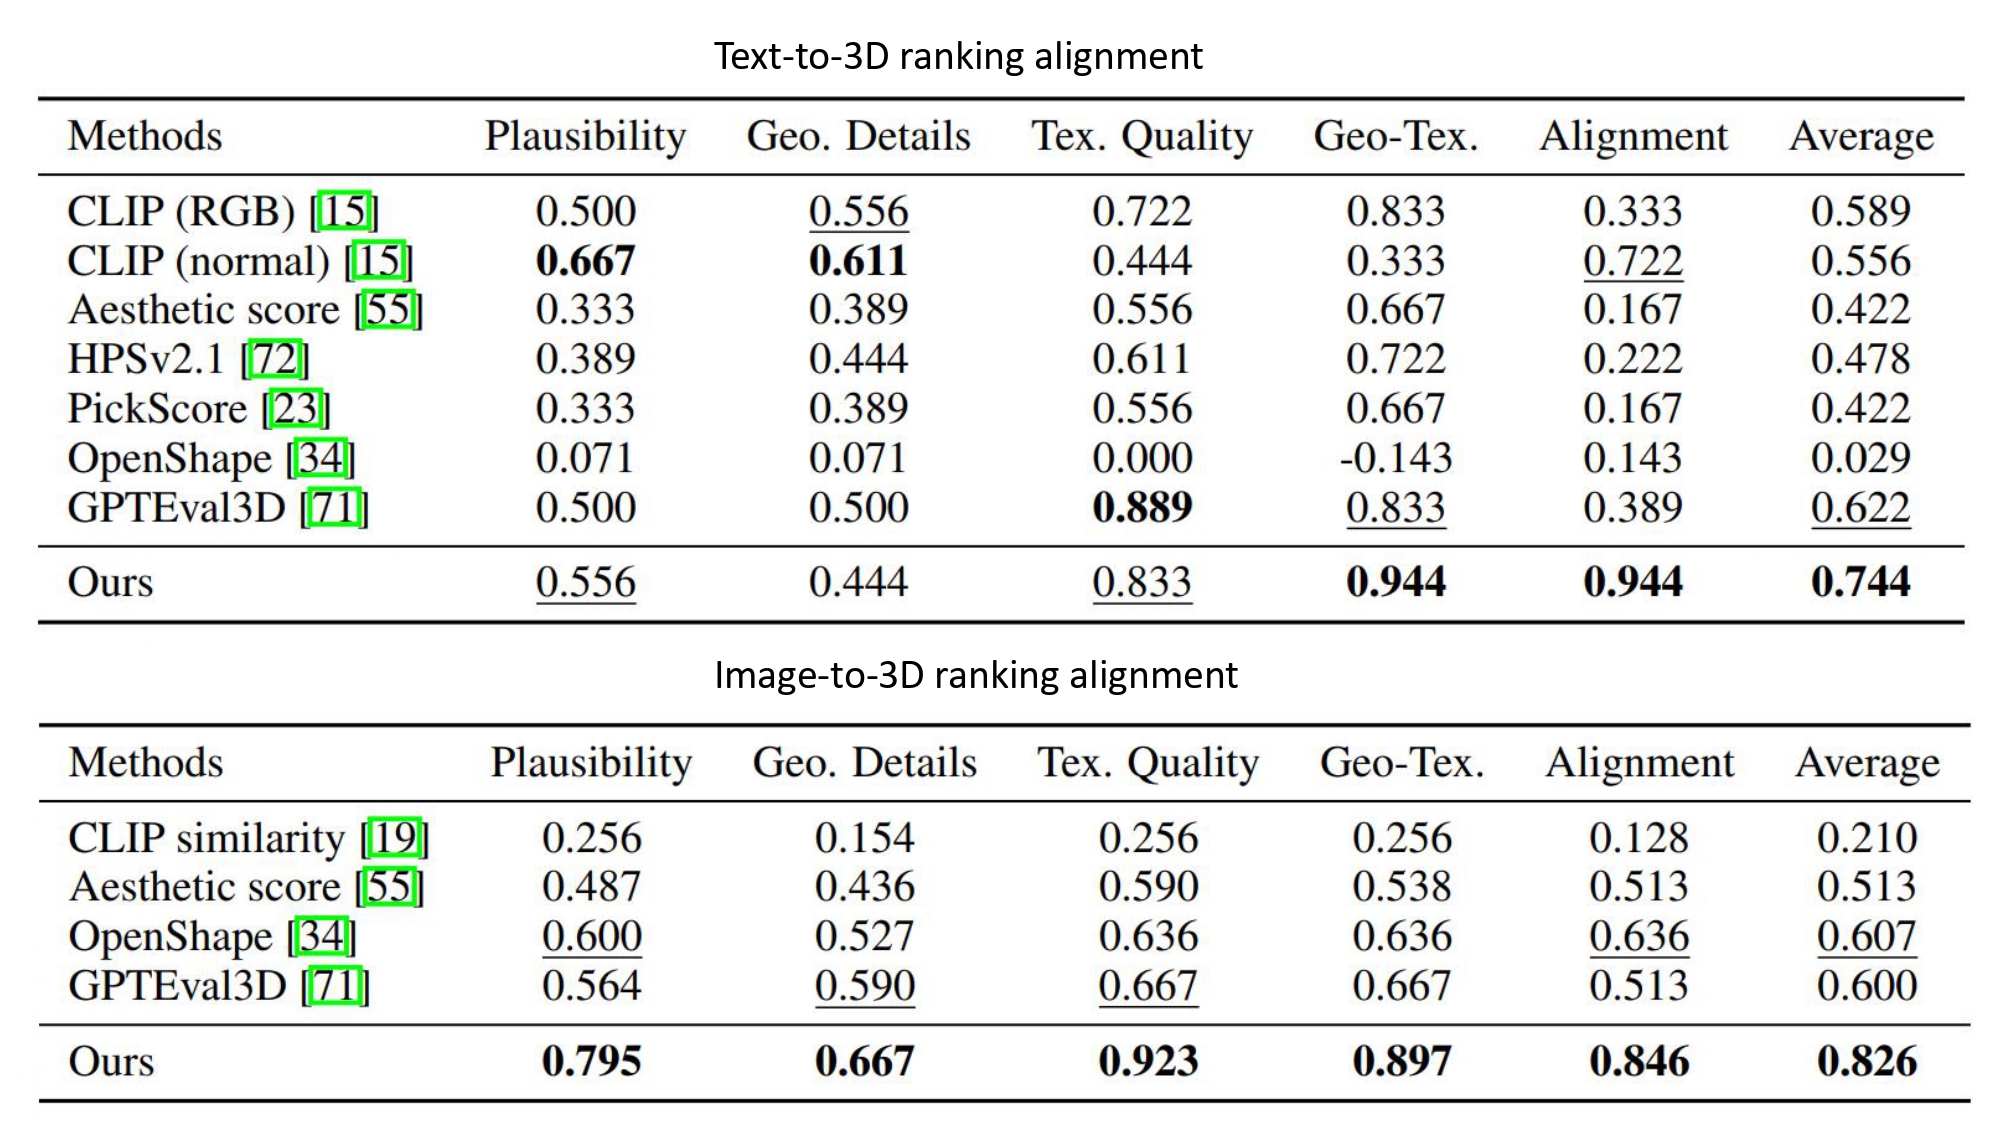 Text-to-3D ranking alignment
Methods Plausibility Geo. Details Tex. Quality Geo-Tex. Alignment Average
CLIP (RGB) [15] 0.500 0.556 0.722 0.833 0.333 0.589
CLIP (normal) [15] 0.667 0.611 0.444 0.333 0.722 0.556
Aesthetic score [55] 0.333 0.389 0.556 0.667 0.167 0.422
HPSv2.1 [72] 0.389 0.444 0.611 0.722 0.222 0.478
PickScore [23] 0.333 0.389 0.556 0.667 0.167 0.422
OpenShape [34] 0.071 0.071 0.000 -0.143 0.143 0.029
GPTEval3D [71] 0.500 0.500 0.889 0.833 0.389 0.622
Ours 0.556 0.444 0.833 0.944 0.944 0.744
Image-to-3D ranking alignment
Methods Plausibility Geo. Details Tex. Quality Geo-Tex. Alignment Average
CLIP similarity [19] 0.256 0.154 0.256 0.256 0.128 0.210
Aesthetic score [55] 0.487 0.436 0.590 0.538 0.513 0.513
OpenShape [34] 0.600 0.527 0.636 0.636 0.636 0.607
GPTEval3D [71] 0.564 0.590 0.667 0.667 0.513 0.600
Ours 0.795 0.667 0.923 0.897 0.846 0.826